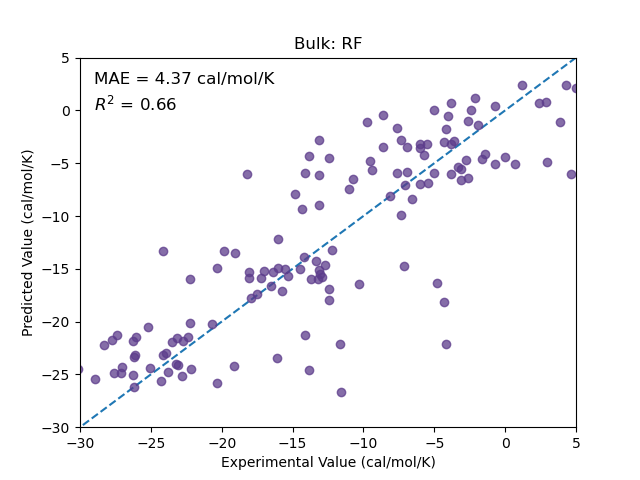 Bulk: RF
MAE = 4.37 cal/mol/K
R² = 0.66
5
0
−5
−10
−15
−20
−25
−30
Predicted Value (cal/mol/K)
−30 −25 −20 −15 −10 −5 0 5
Experimental Value (cal/mol/K)